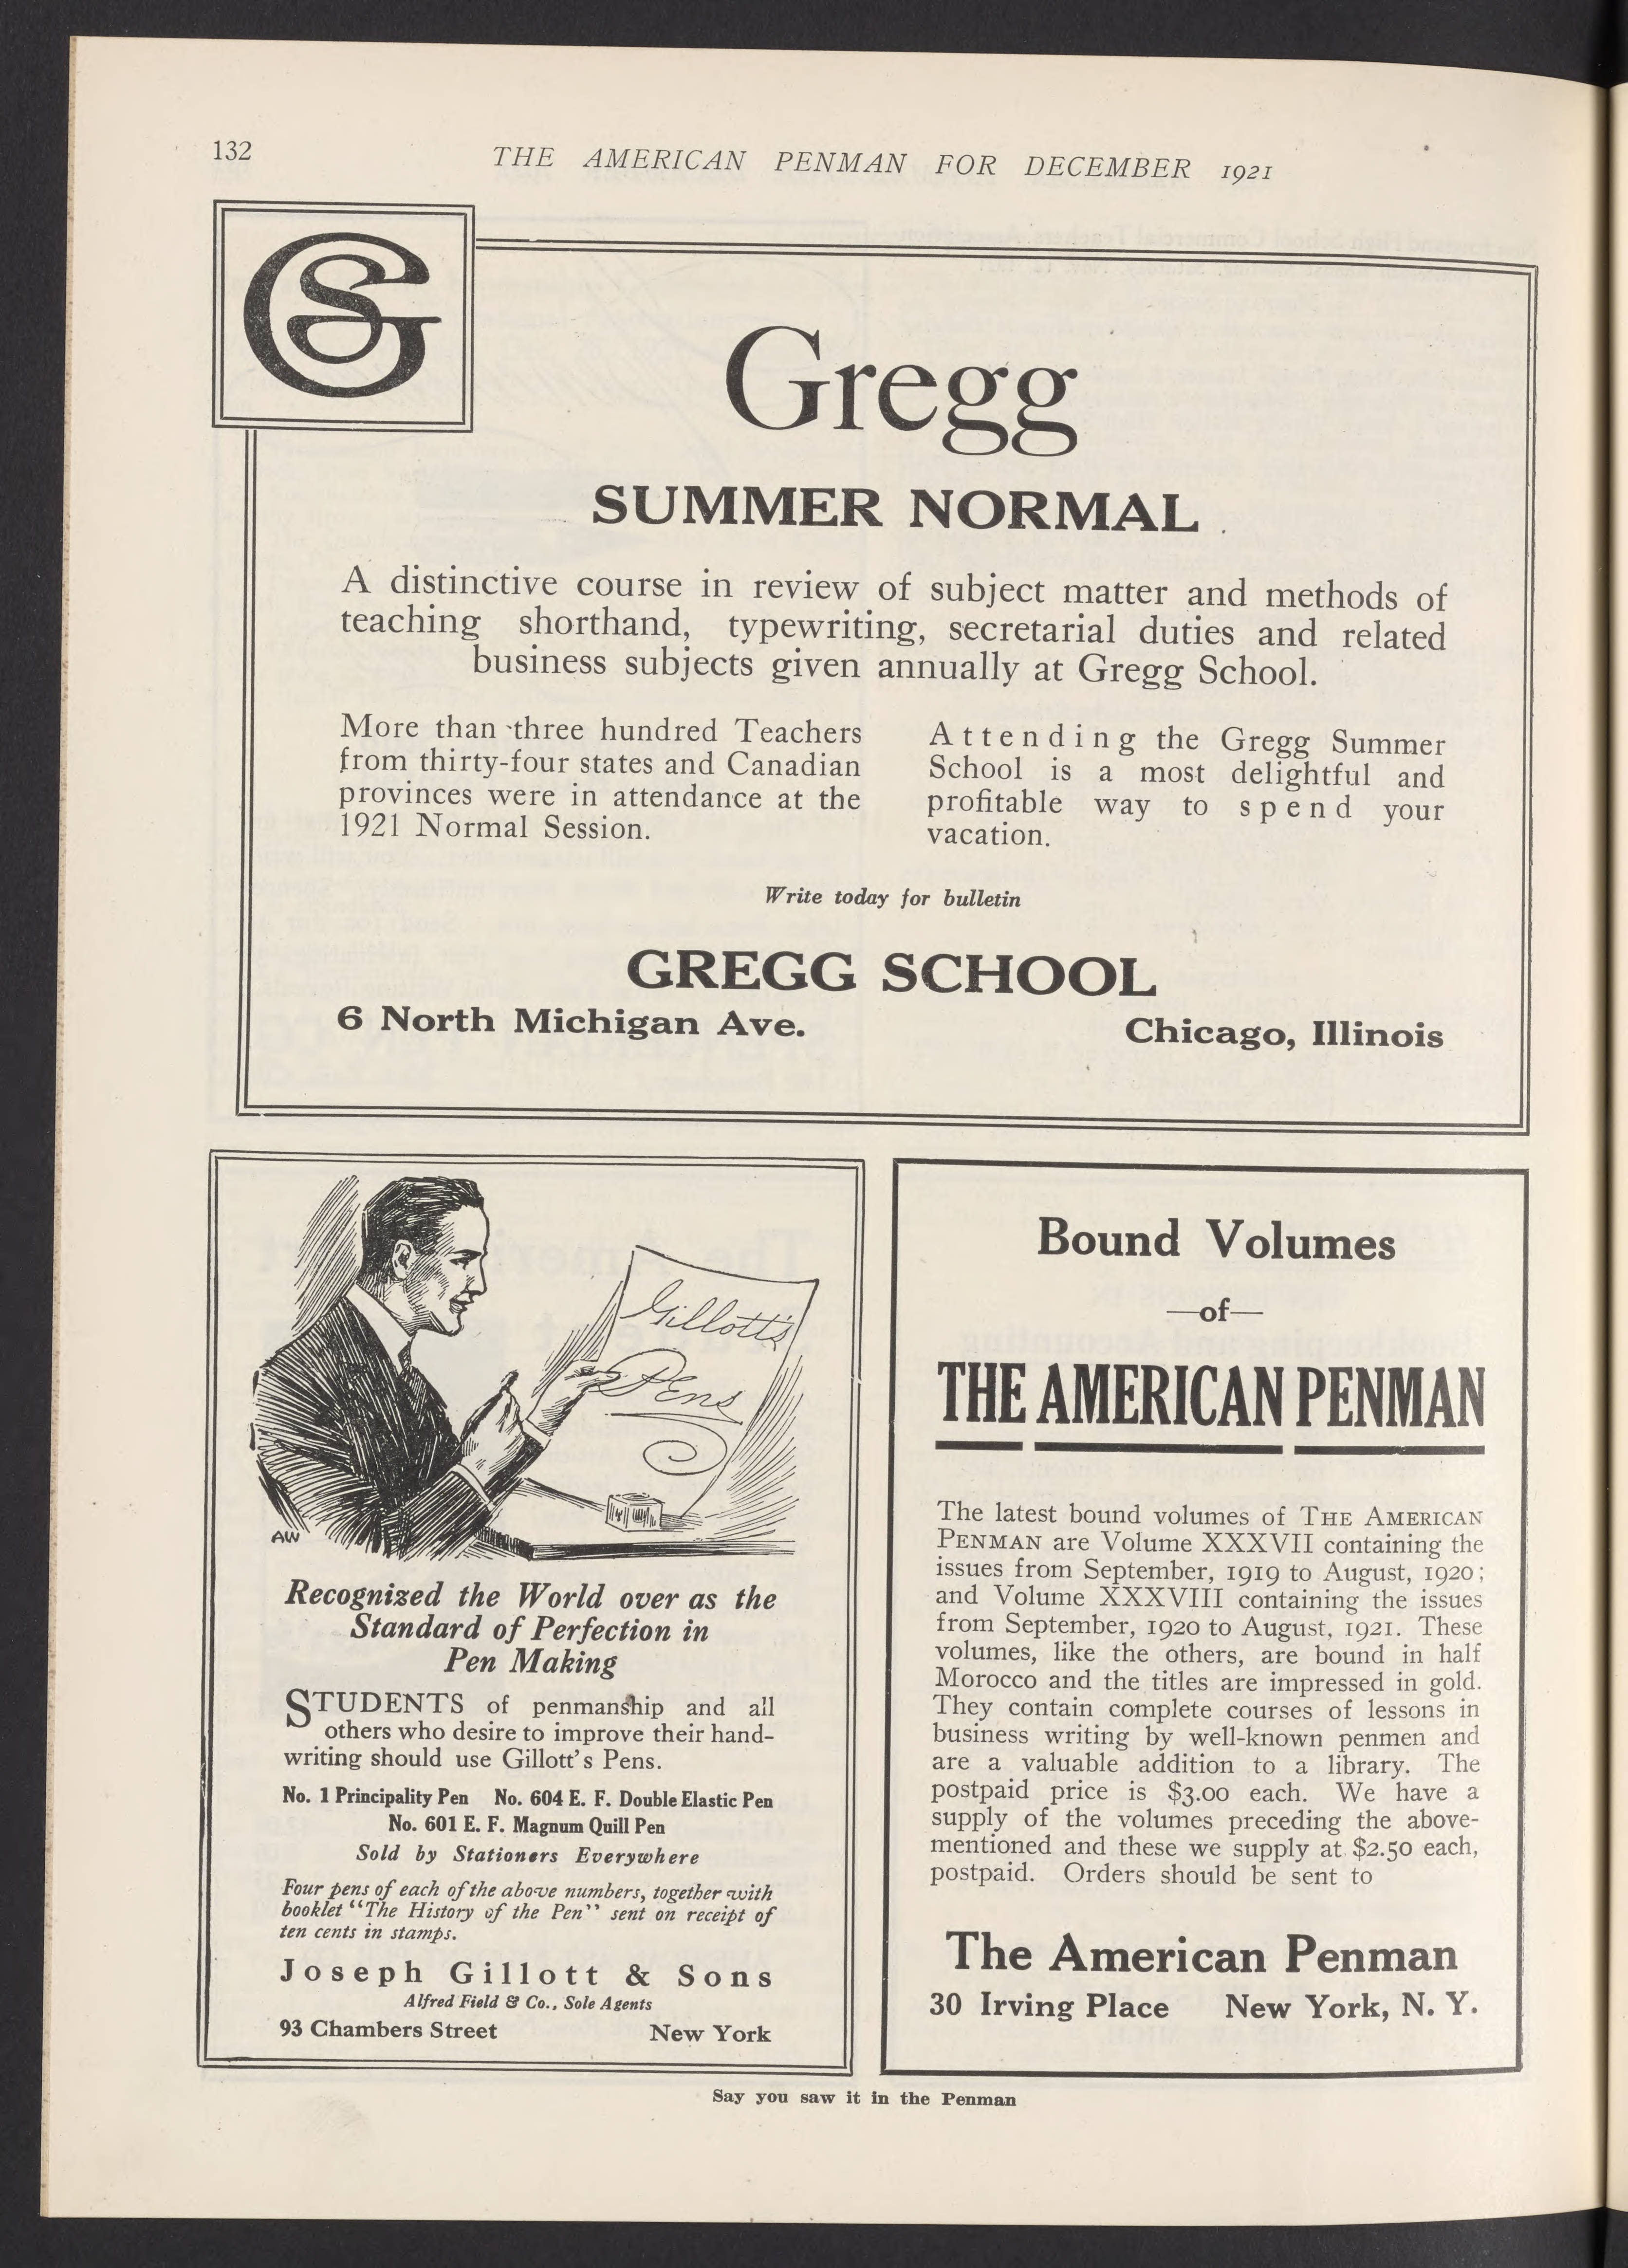 132
THE AMERICAN PENMAN FOR DECEMBER 1921
GS
Gregg
SUMMER NORMAL
A distinctive course in review of subject matter and methods of
teaching shorthand, typewriting, secretarial duties and related
business subjects given annually at Gregg School.
More than three hundred Teachers
from thirty-four states and Canadian
provinces were in attendance at the
1921 Normal Session.
Attending the Gregg Summer
School is a most delightful and
profitable way to spend your
vacation.
Write today for bulletin
GREGG SCHOOL
6 North Michigan Ave. Chicago, Illinois
Gillott's
Pens
AW
Recognized the World over as the
Standard of Perfection in
Pen Making
STUDENTS of penmanship and all
others who desire to improve their hand-
writing should use Gillott's Pens.
No. 1 Principality Pen No. 604 E. F. Double Elastic Pen
No. 601 E. F. Magnum Quill Pen
Sold by Stationers Everywhere
Four pens of each of the above numbers, together with
booklet "The History of the Pen" sent on receipt of
ten cents in stamps.
Joseph Gillott & Sons
Alfred Field & Co., Sole Agents
93 Chambers Street New York
Bound Volumes
—of—
THE AMERICAN PENMAN
The latest bound volumes of THE AMERICAN
PENMAN are Volume XXXVII containing the
issues from September, 1919 to August, 1920;
and Volume XXXVIII containing the issues
from September, 1920 to August, 1921. These
volumes, like the others, are bound in half
Morocco and the titles are impressed in gold.
They contain complete courses of lessons in
business writing by well-known penmen and
are a valuable addition to a library. The
postpaid price is $3.00 each. We have a
supply of the volumes preceding the above-
mentioned and these we supply at $2.50 each,
postpaid. Orders should be sent to
The American Penman
30 Irving Place New York, N. Y.
Say you saw it in the Penman